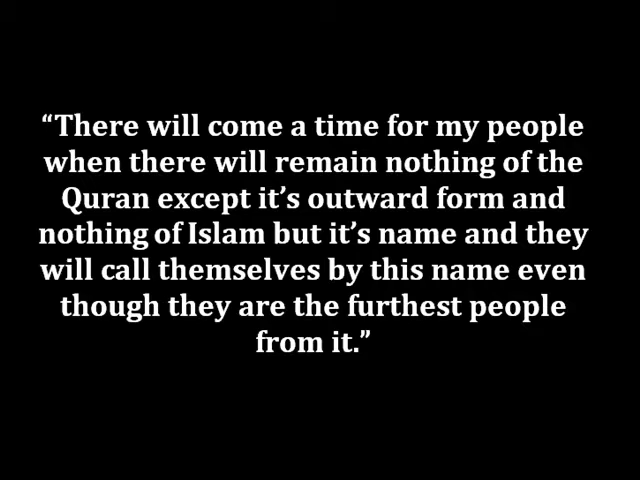 “There will come a time for my people
when there will remain nothing of the
Quran except it’s outward form and
nothing of Islam but it’s name and they
will call themselves by this name even
though they are the furthest people
from it.”